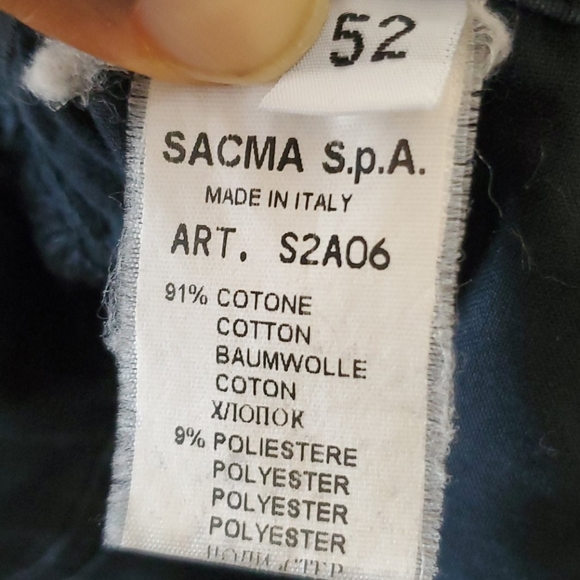 52
SACMA S.p.A.
MADE IN ITALY
ART. S2A06
91% COTONE
COTTON
BAUMWOLLE
COTON
ХЛОПОК
9% POLIESTERE
POLYESTER
POLYESTER
POLYESTER